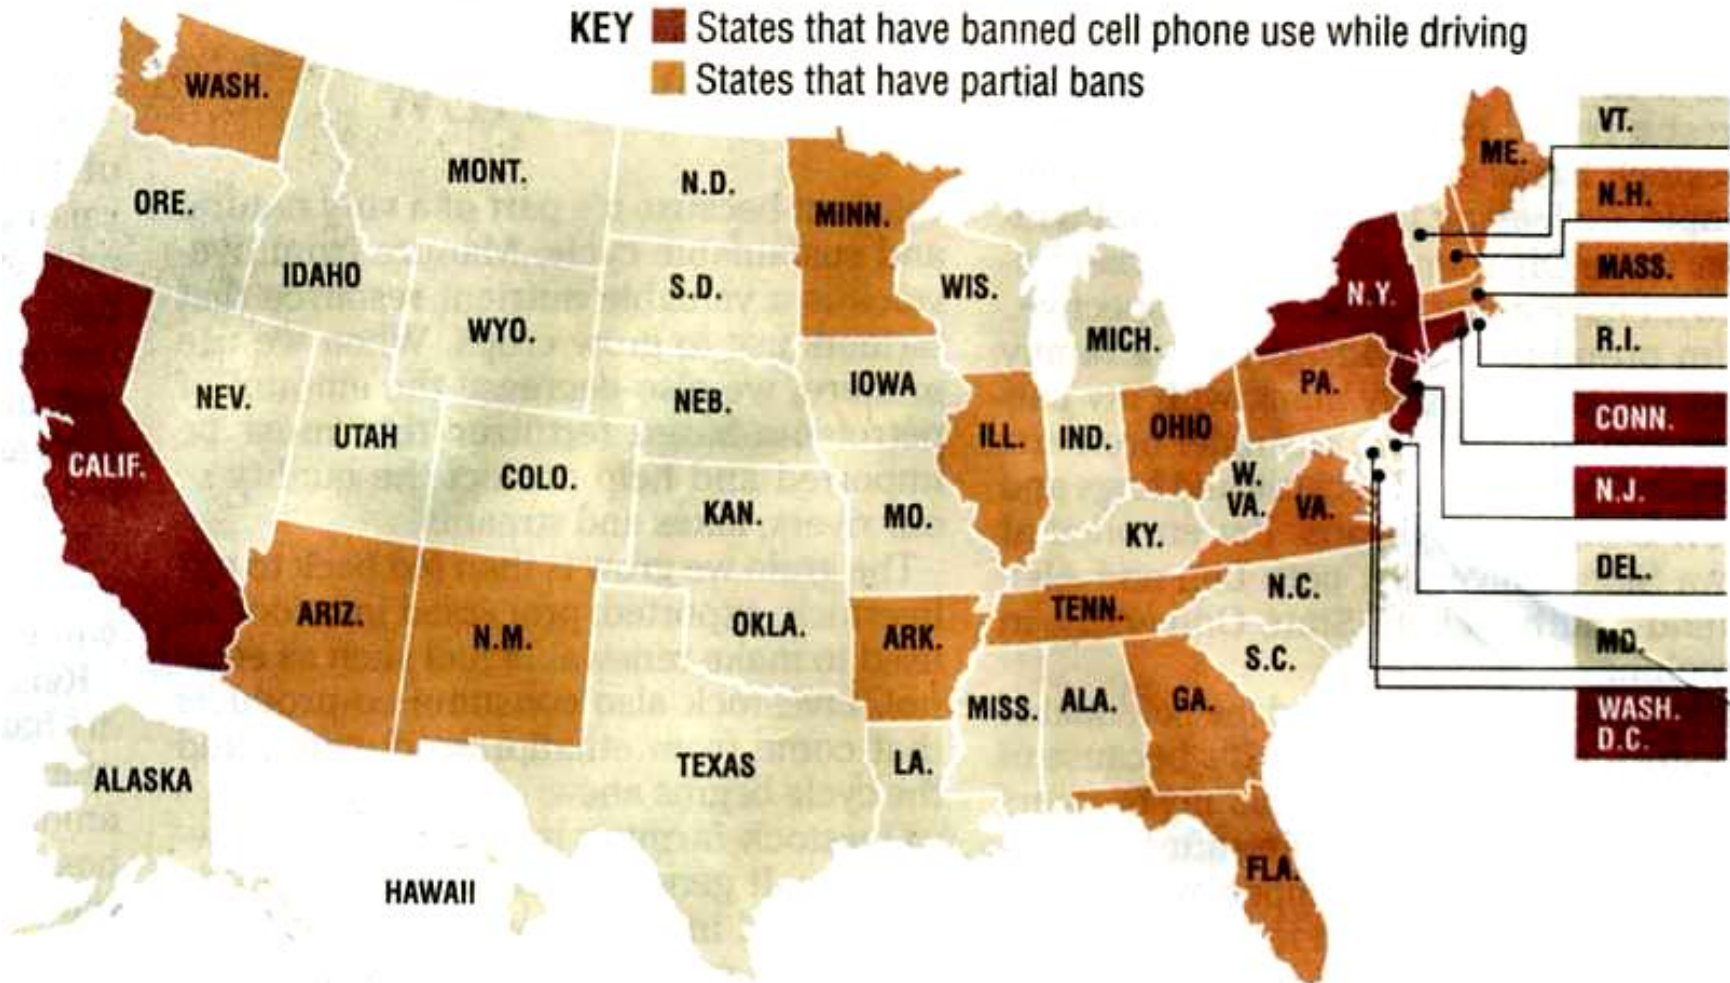 KEY States that have banned cell phone use while driving
States that have partial bans
WASH.
MONT.
N.D.
MINN.
ORE.
IDAHO
S.D.
WIS.
MICH.
WYO.
NEV.
UTAH
COLO.
NEB.
IOWA
ILL.
IND.
OHIO
PA.
N.Y.
ME.
CALIF.
KAN.
MO.
KY.
W.
VA.
VA.
ARIZ.
N.M.
OKLA.
ARK.
TENN.
N.C.
S.C.
TEXAS
LA.
MISS.
ALA.
GA.
FLA.
ALASKA
HAWAII
VT.
N.H.
MASS.
R.I.
CONN.
N.J.
DEL.
MD.
WASH.
D.C.